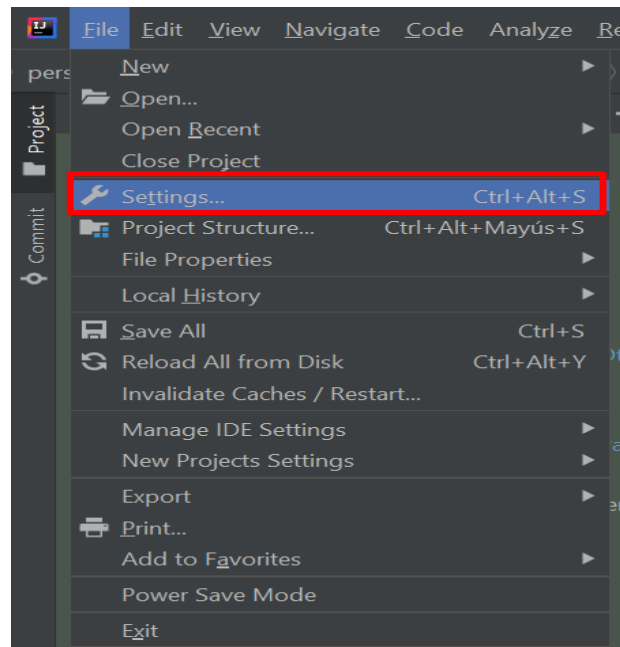 IJ
File Edit View Navigate Code Analyze Re
pers
New
Open...
Open Recent
Close Project
Settings... Ctrl+Alt+S
Project Structure... Ctrl+Alt+Mayús+S
File Properties
Local History
Save All Ctrl+S
Reload All from Disk Ctrl+Alt+Y
Invalidate Caches / Restart...
Manage IDE Settings
New Projects Settings
Export
Print...
Add to Favorites
Power Save Mode
Exit
Project
Commit